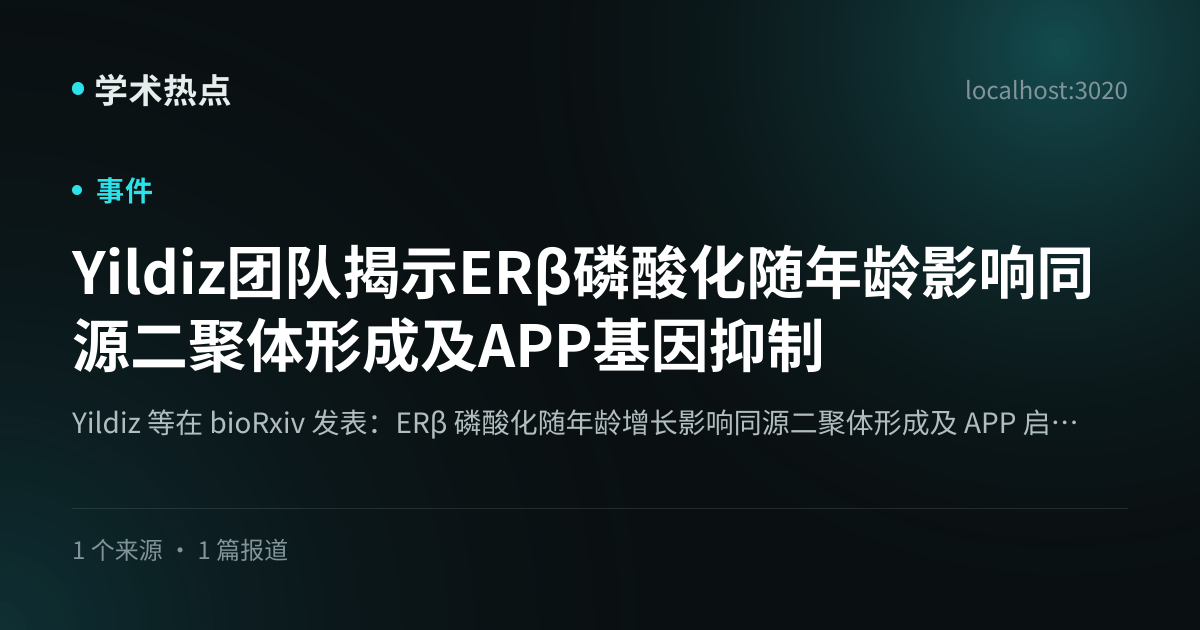 学术热点
localhost:3020
事件
Yildiz团队揭示ERβ磷酸化随年龄影响同
源二聚体形成及APP基因抑制
Yildiz 等在 bioRxiv 发表：ERβ 磷酸化随年龄增长影响同源二聚体形成及 APP 启…
1 个来源 · 1 篇报道